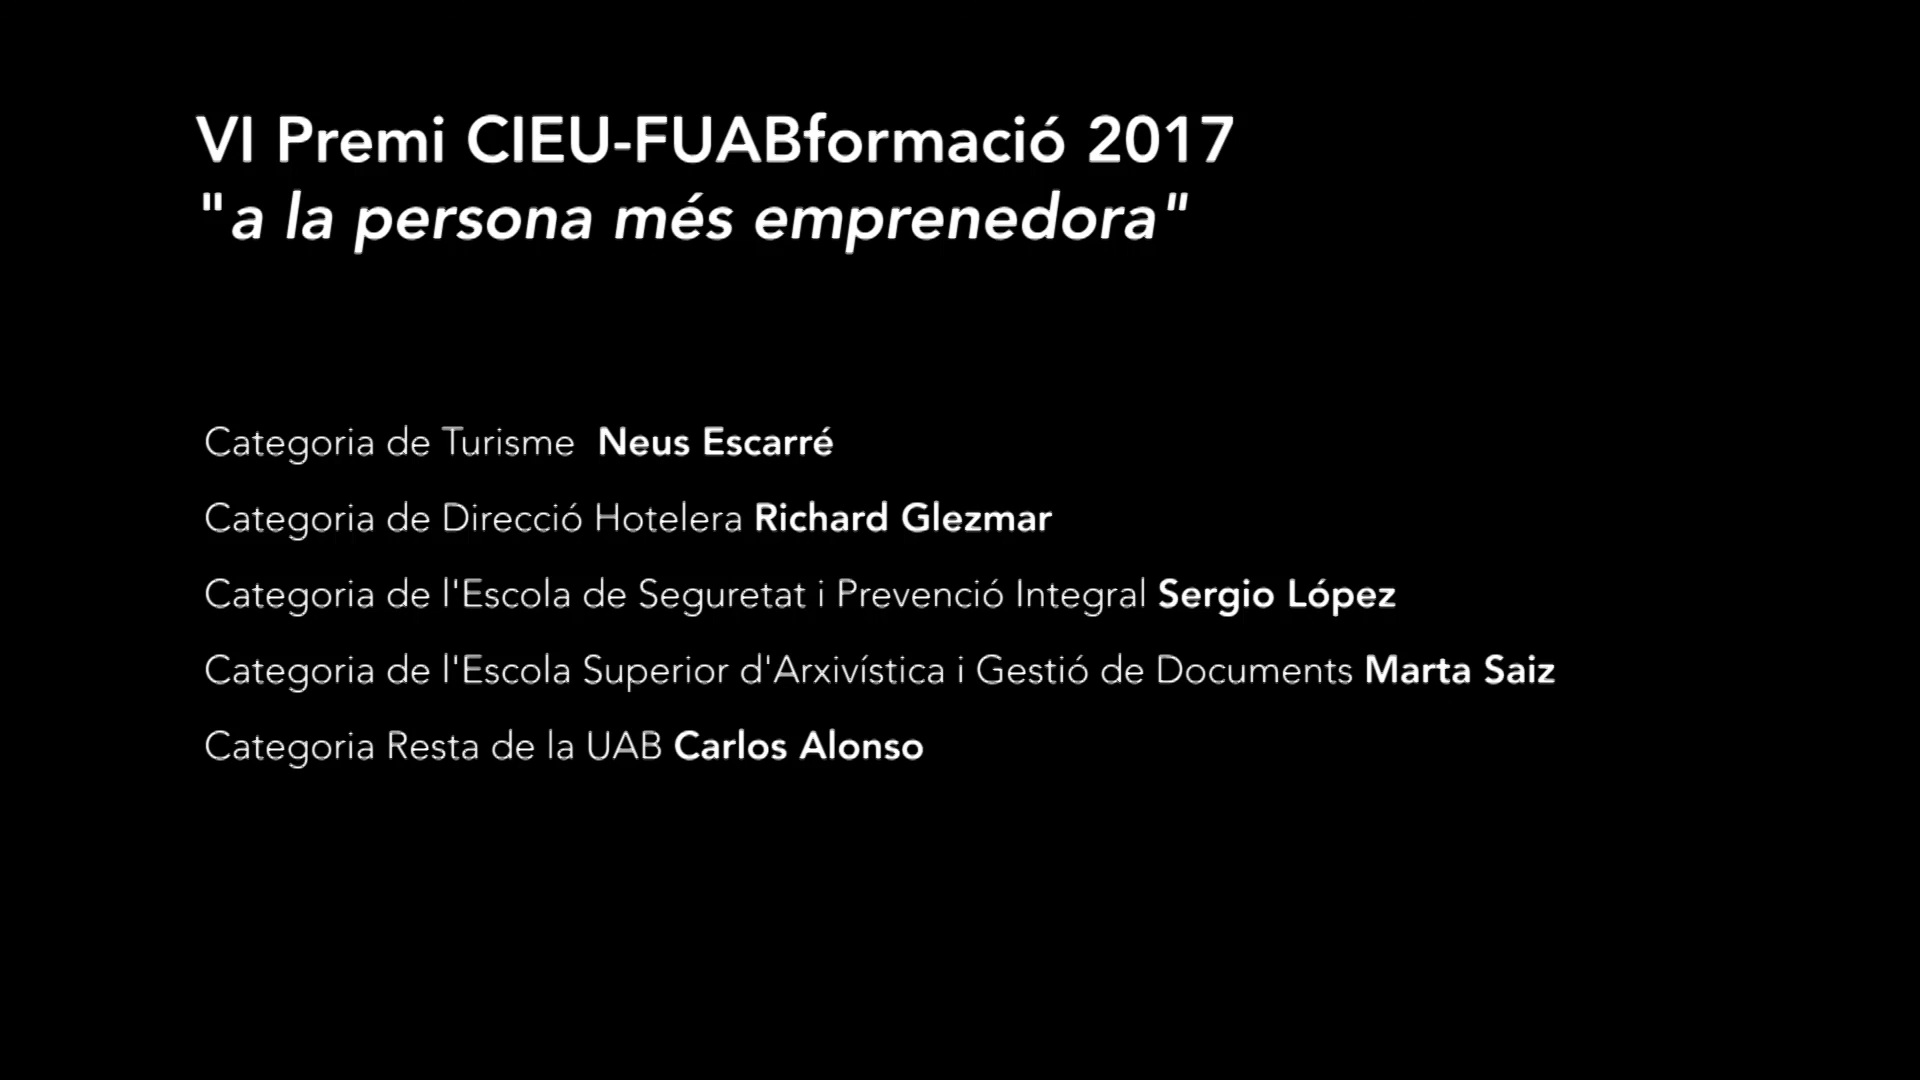 VI Premi CIEU-FUABformació 2017
"a la persona més emprenedora"
Categoria de Turisme Neus Escarré
Categoria de Direcció Hotelera Richard Glezmar
Categoria de l'Escola de Seguretat i Prevenció Integral Sergio López
Categoria de l'Escola Superior d'Arxivística i Gestió de Documents Marta Saiz
Categoria Resta de la UAB Carlos Alonso